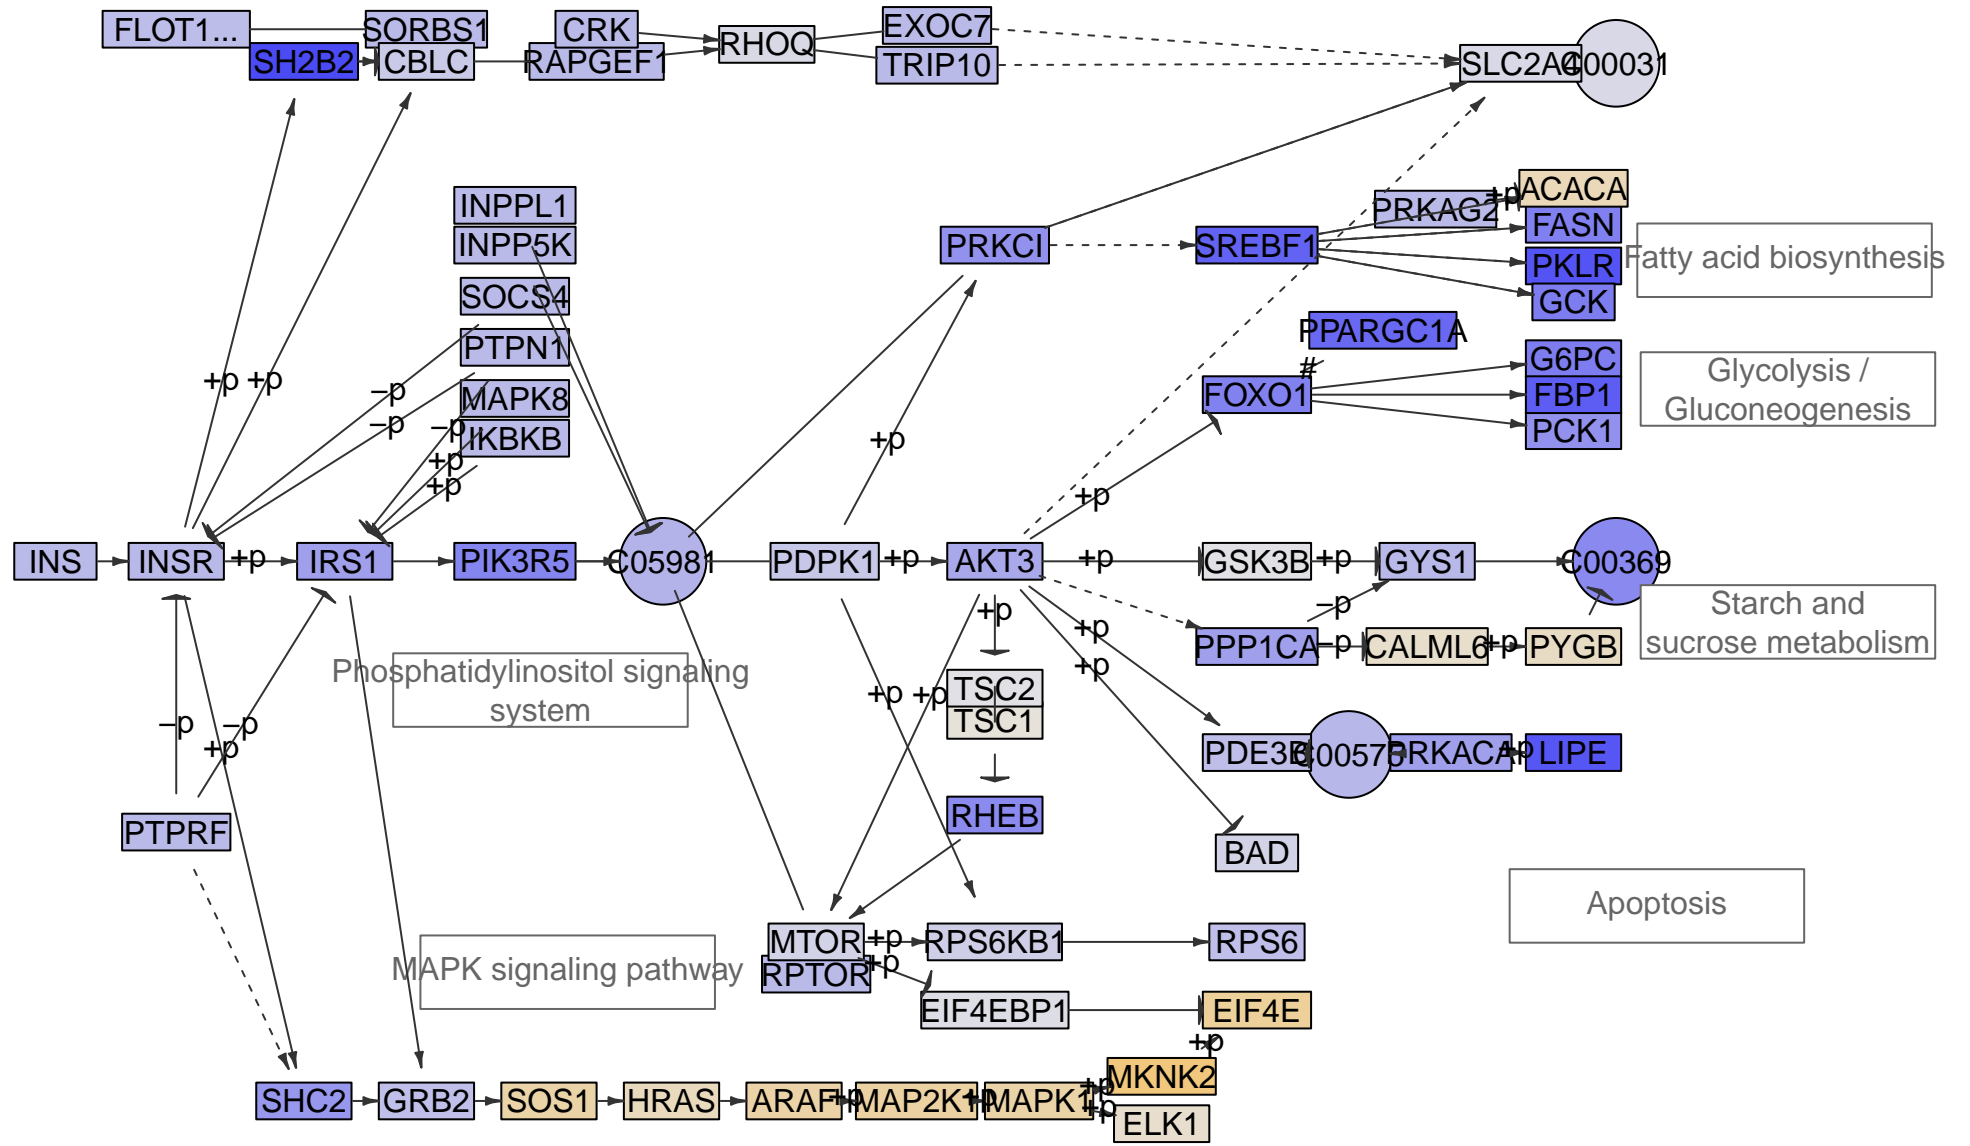 FLOT1...
SORBS1
CRK
EXOC7
SH2B2
CBLC
RAPGEF1
RHOQ
TRIP10
SLC2A4
C00031
INPPL1
PRKAG2
+p
ACACA
INPP5K
PRKCI
SREBF1
FASN
PKLR
Fatty acid biosynthesis
SOCS4
GCK
PTPN1
PPARGC1A
G6PC
#
+p
+p
−p
MAPK8
FOXO1
FBP1
Glycolysis /
Gluconeogenesis
−p
−p
IKBKB
+p
PCK1
+p
+p
+p
INS
INSR
+p
IRS1
PIK3R5
C05981
PDPK1
+p
AKT3
+p
GSK3B
+p
GYS1
C00369
+p
−p
+p
PPP1CA
−p
CALML6
+p
PYGB
Starch and
sucrose metabolism
Phosphatidylinositol signaling
system
+p
TSC2
+p
+p
TSC1
−p
−p
+p
PDE3B
C00575
PRKACA
+p
LIPE
PTPRF
RHEB
BAD
Apoptosis
MTOR
+p
RPS6KB1
RPS6
MAPK signaling pathway
RPTOR
+p
EIF4EBP1
EIF4E
+p
SHC2
GRB2
SOS1
HRAS
ARAF
+p
MAP2K1
+p
MAPK1
+p
MKNK2
+p
ELK1